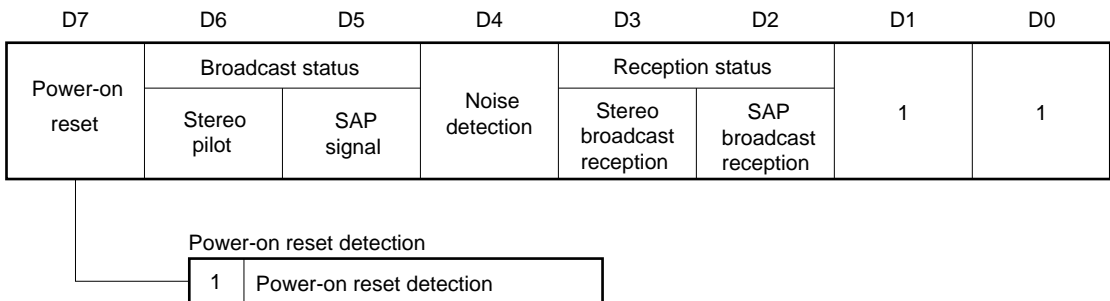 D7 D6 D5 D4 D3 D2 D1 D0
Power-on
reset
Broadcast status
Stereo
pilot
SAP
signal
Noise
detection
Reception status
Stereo
broadcast
reception
SAP
broadcast
reception
1
1
Power-on reset detection
1 Power-on reset detection